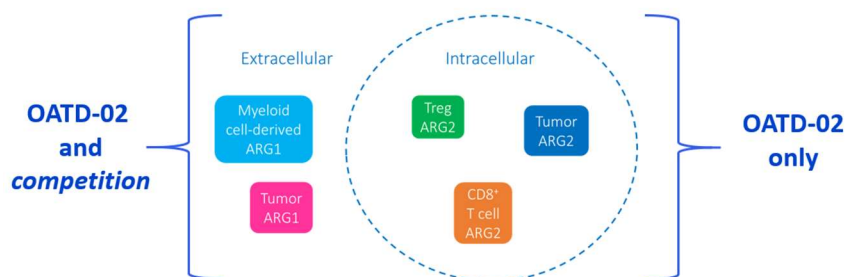 Extracellular
Intracellular
OATD-02
and
competition
Myeloid
cell-derived
ARG1
Tumor
ARG1
Treg
ARG2
Tumor
ARG2
CD8⁺
T cell
ARG2
OATD-02
only